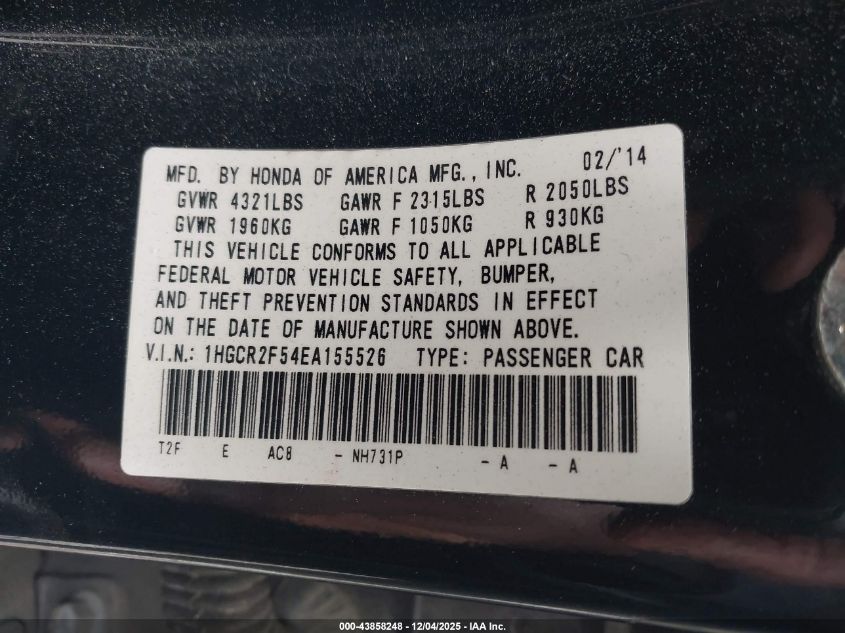 MFD. BY HONDA OF AMERICA MFG., INC. 02/'14
GVWR 4321LBS GAWR F 2315LBS R 2050LBS
GVWR 1960KG GAWR F 1050KG R 930KG
THIS VEHICLE CONFORMS TO ALL APPLICABLE
FEDERAL MOTOR VEHICLE SAFETY, BUMPER,
AND THEFT PREVENTION STANDARDS IN EFFECT
ON THE DATE OF MANUFACTURE SHOWN ABOVE.
V.I.N.: 1HGCR2F54EA155526 TYPE: PASSENGER CAR
T2F E AC8 - NH731P - A - A
000-43858248 - 12/04/2025 - IAA Inc.